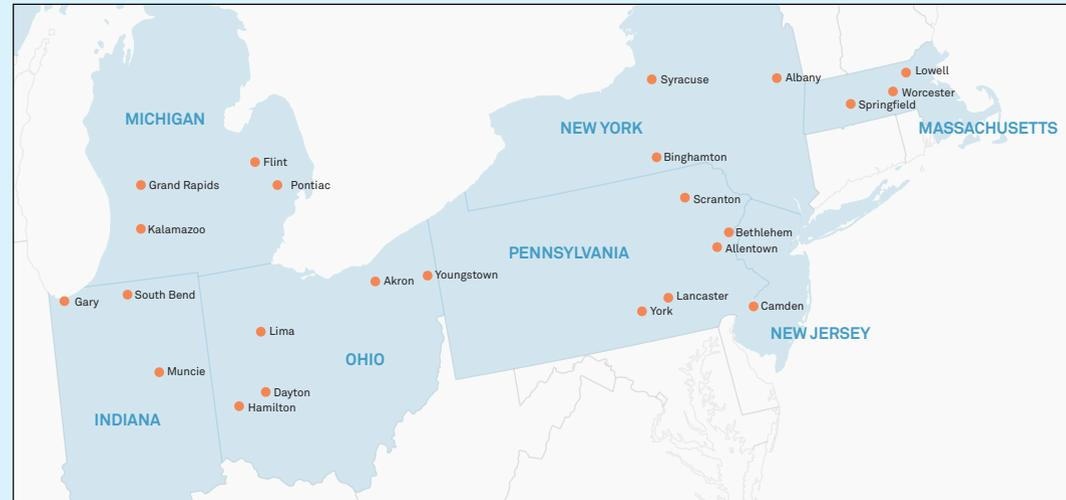 Lowell
Syracuse
Albany
Worcester
Springfield
MICHIGAN
NEW YORK
MASSACHUSETTS
Binghamton
Flint
Grand Rapids
Pontiac
Scranton
Kalamazoo
Bethlehem
Allentown
PENNSYLVANIA
Youngstown
Akron
South Bend
Gary
Lancaster
York
Camden
Lima
NEW JERSEY
OHIO
Muncie
Dayton
Hamilton
INDIANA